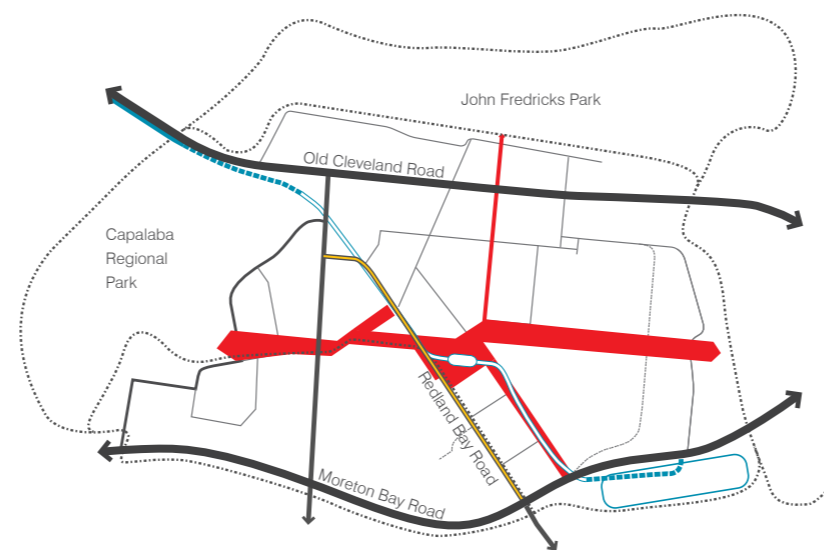 John Fredricks Park
Old Cleveland Road
Capalaba
Regional
Park
Redland Bay Road
Moreton Bay Road